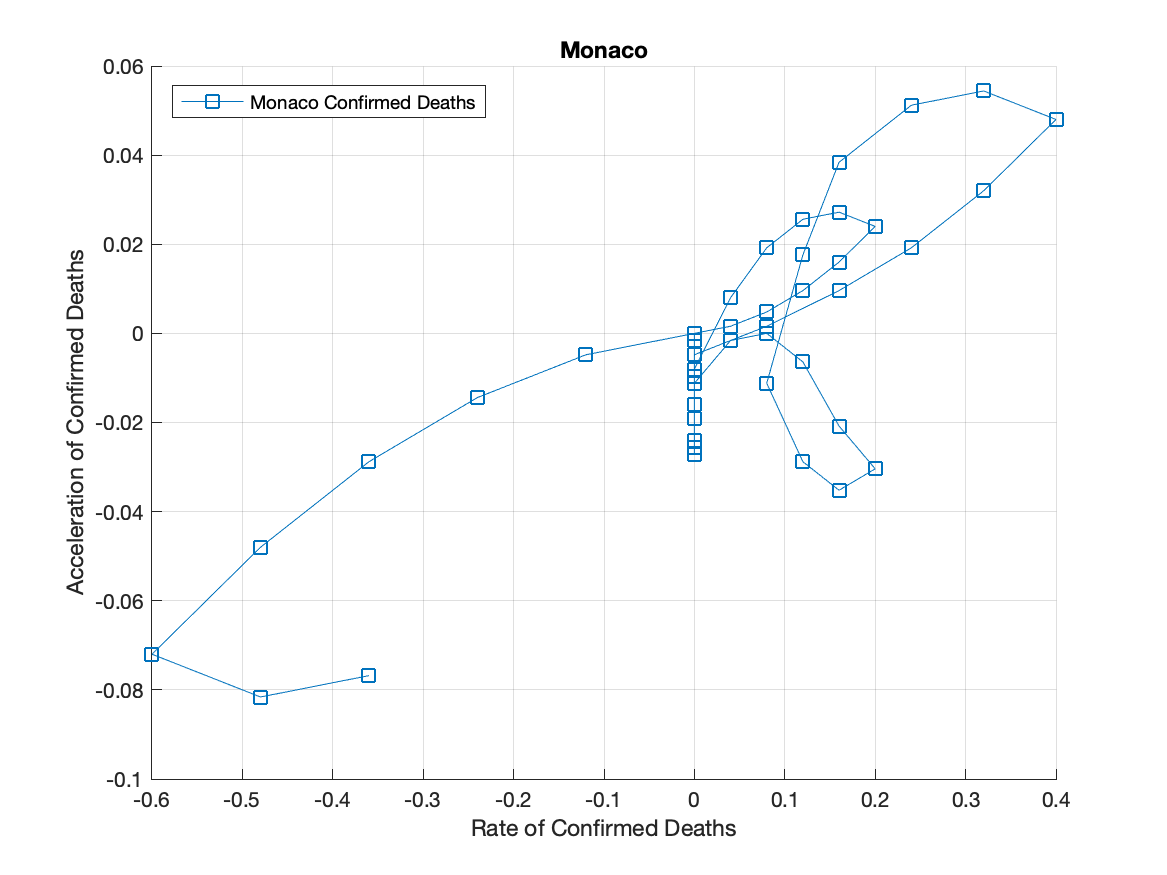 Monaco
Monaco Confirmed Deaths
0.06
0.04
0.02
0
-0.02
-0.04
-0.06
-0.08
-0.1
Acceleration of Confirmed Deaths
-0.6 -0.5 -0.4 -0.3 -0.2 -0.1 0 0.1 0.2 0.3 0.4
Rate of Confirmed Deaths